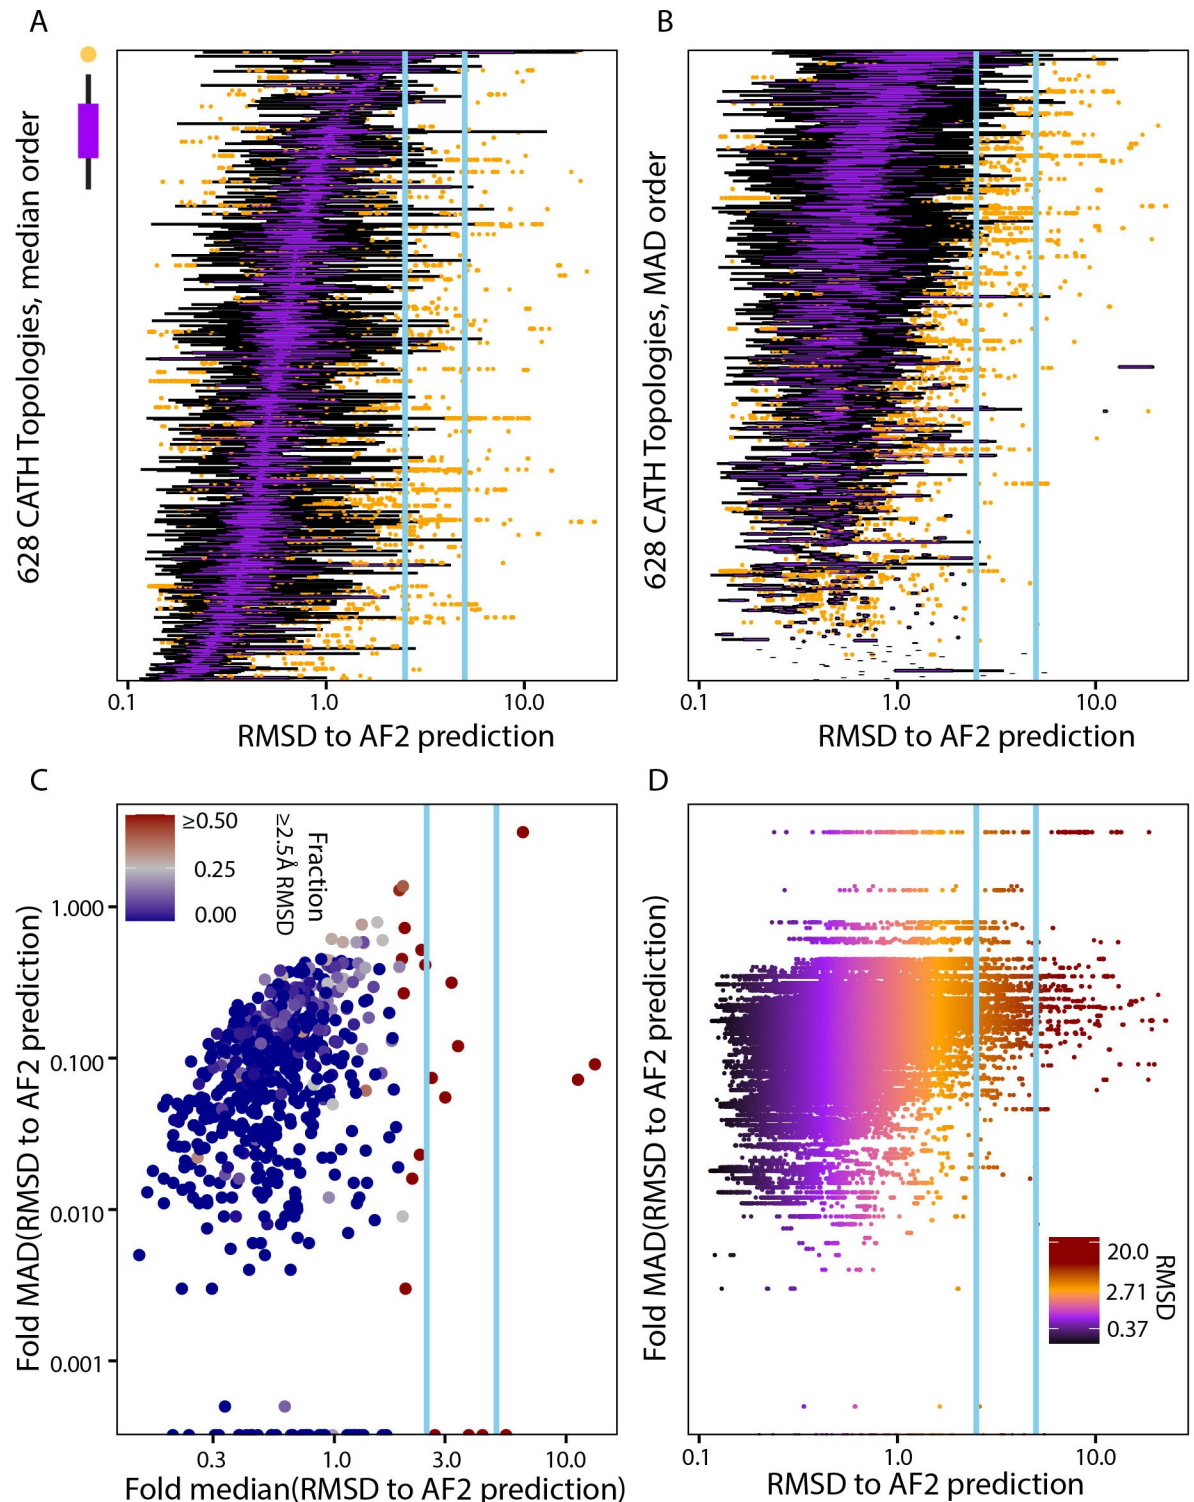 A
628 CATH Topologies, median order
0.1
1.0
10.0
RMSD to AF2 prediction
B
628 CATH Topologies, MAD order
0.1
1.0
10.0
RMSD to AF2 prediction
C
≥0.50
0.25
0.00
Fraction
≥2.5Å RMSD
Fold MAD(RMSD to AF2 prediction)
1.000
0.100
0.010
0.001
0.3
1.0
3.0
10.0
Fold median(RMSD to AF2 prediction)
D
Fold MAD(RMSD to AF2 prediction)
20.0
2.71
0.37
RMSD
0.1
1.0
10.0
RMSD to AF2 prediction